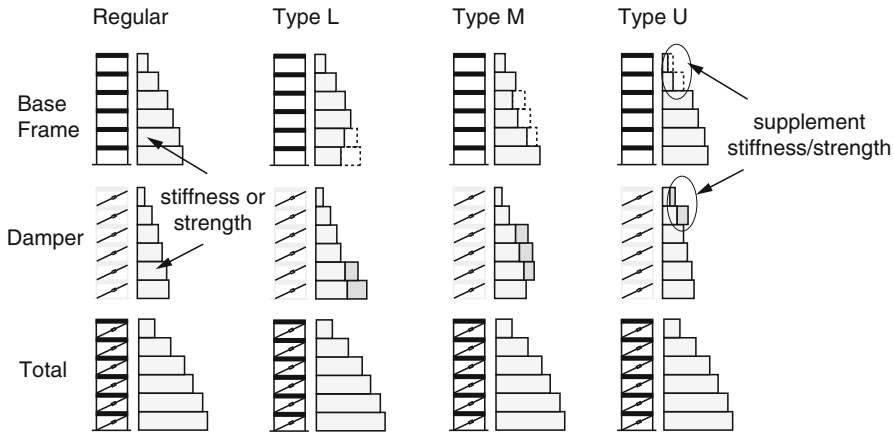 Regular
Type L
Type M
Type U
Base
Frame
supplement
stiffness/strength
stiffness or
strength
Damper
Total